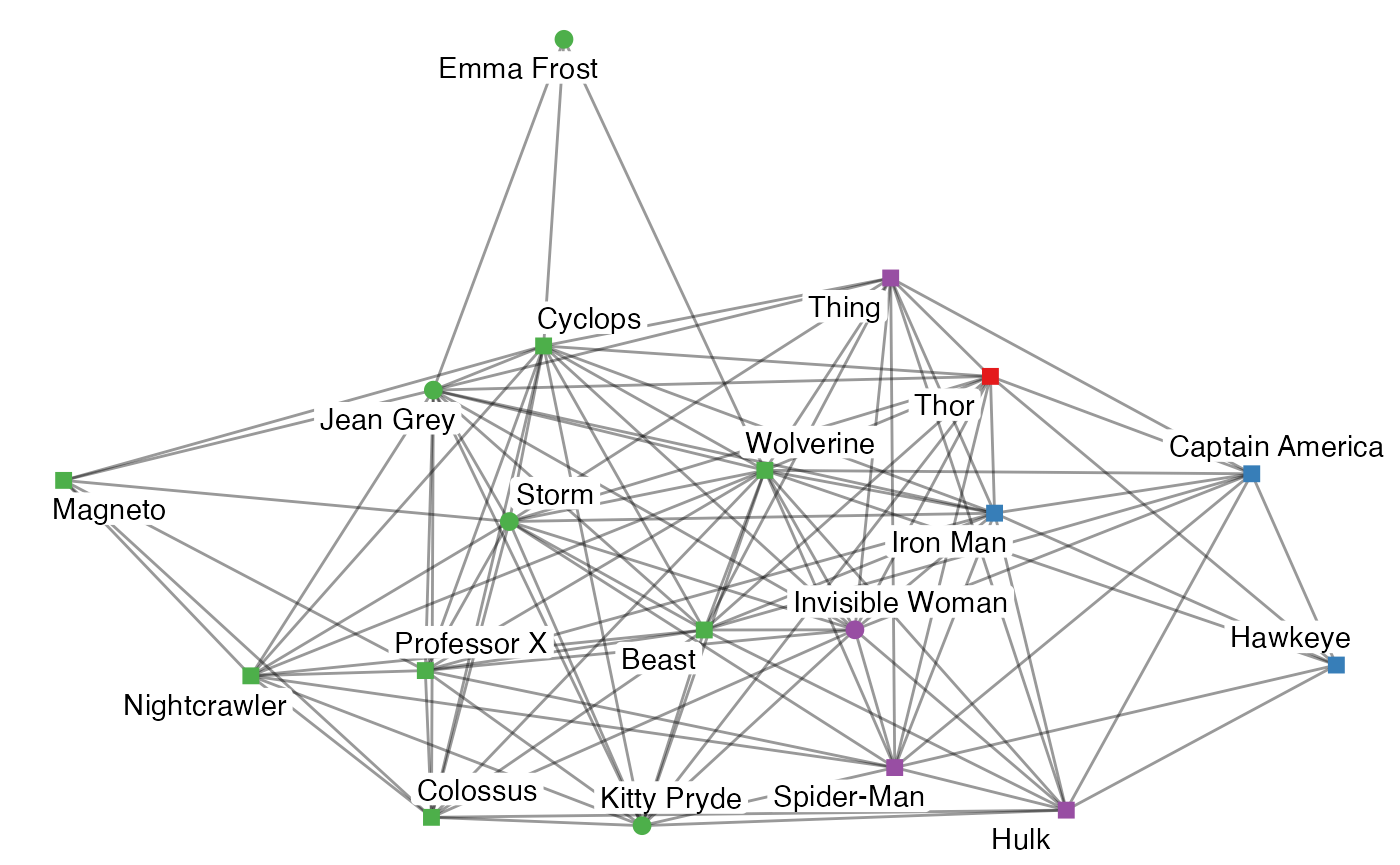 Emma Frost
Thing
Cyclops
Thor
Jean Grey
Wolverine
Captain America
Storm
Magneto
Iron Man
Invisible Woman
Hawkeye
Professor X
Beast
Nightcrawler
Colossus
Kitty Pryde
Spider-Man
Hulk